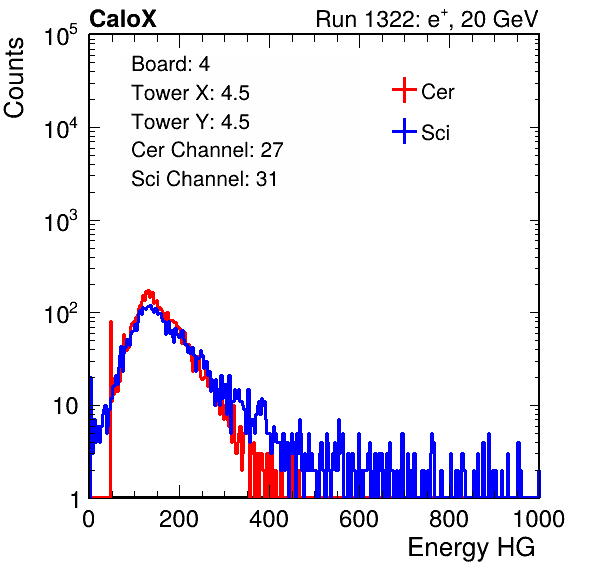 CaloX Run 1322: e⁺, 20 GeV
Counts
10⁵
10⁴
10³
10²
10
1
Board: 4
Tower X: 4.5
Tower Y: 4.5
Cer Channel: 27
Sci Channel: 31
Cer
Sci
0 200 400 600 800 1000
Energy HG